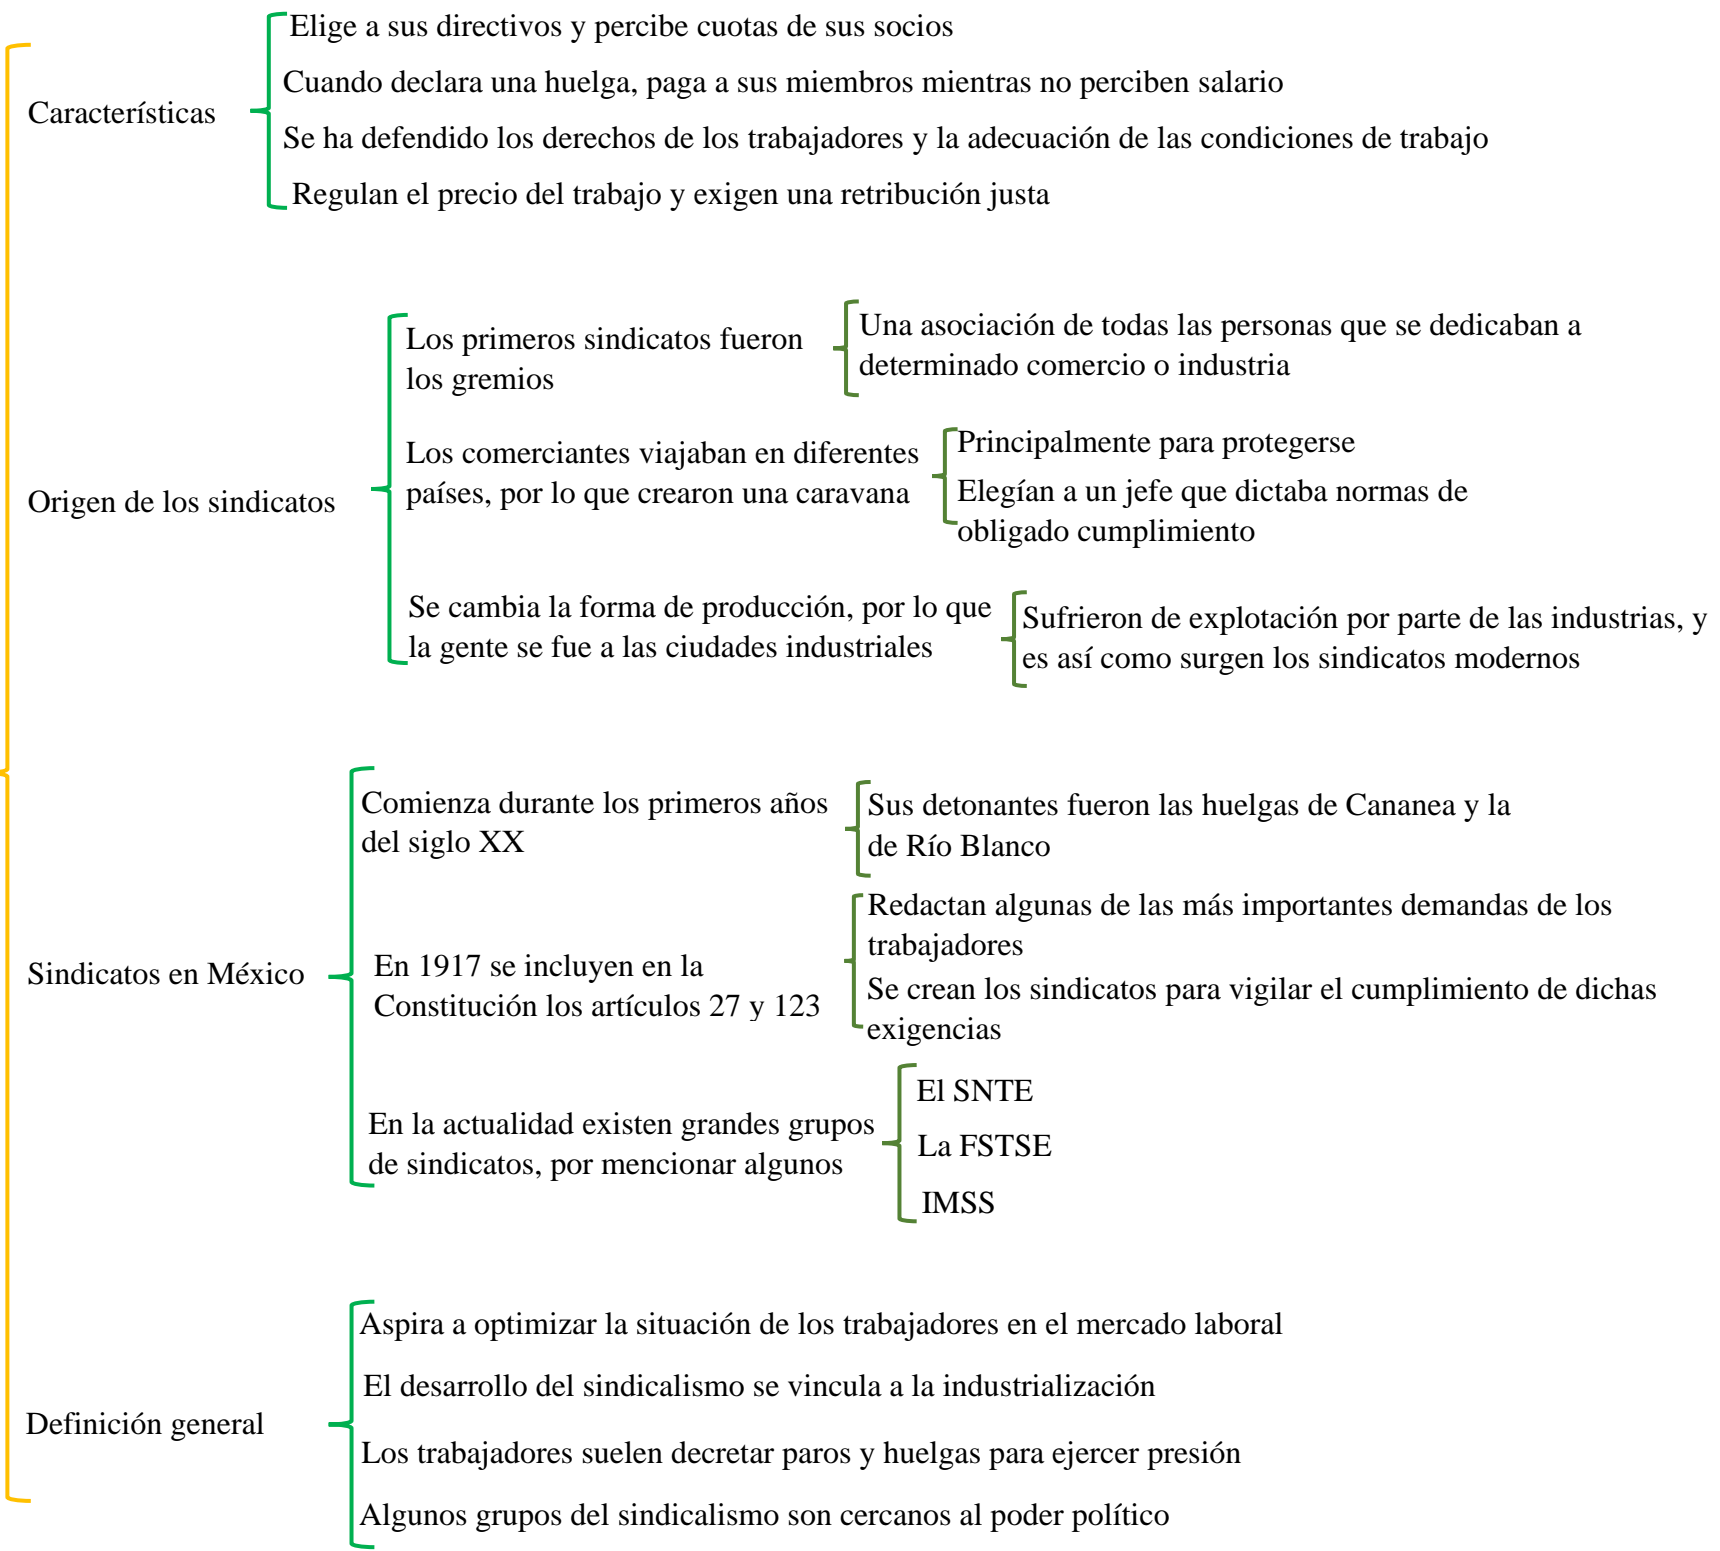 Características
Elige a sus directivos y percibe cuotas de sus socios
Cuando declara una huelga, paga a sus miembros mientras no perciben salario
Se ha defendido los derechos de los trabajadores y la adecuación de las condiciones de trabajo
Regulan el precio del trabajo y exigen una retribución justa
Origen de los sindicatos
Los primeros sindicatos fueron
los gremios
Una asociación de todas las personas que se dedicaban a
determinado comercio o industria
Los comerciantes viajaban en diferentes
países, por lo que crearon una caravana
Principalmente para protegerse
Elegían a un jefe que dictaba normas de
obligado cumplimiento
Se cambia la forma de producción, por lo que
la gente se fue a las ciudades industriales
Sufrieron de explotación por parte de las industrias, y
es así como surgen los sindicatos modernos
Sindicatos en México
Comienza durante los primeros años
del siglo XX
Sus detonantes fueron las huelgas de Cananea y la
de Río Blanco
En 1917 se incluyen en la
Constitución los artículos 27 y 123
Redactan algunas de las más importantes demandas de los
trabajadores
Se crean los sindicatos para vigilar el cumplimiento de dichas
exigencias
En la actualidad existen grandes grupos
de sindicatos, por mencionar algunos
El SNTE
La FSTSE
IMSS
Definición general
Aspira a optimizar la situación de los trabajadores en el mercado laboral
El desarrollo del sindicalismo se vincula a la industrialización
Los trabajadores suelen decretar paros y huelgas para ejercer presión
Algunos grupos del sindicalismo son cercanos al poder político